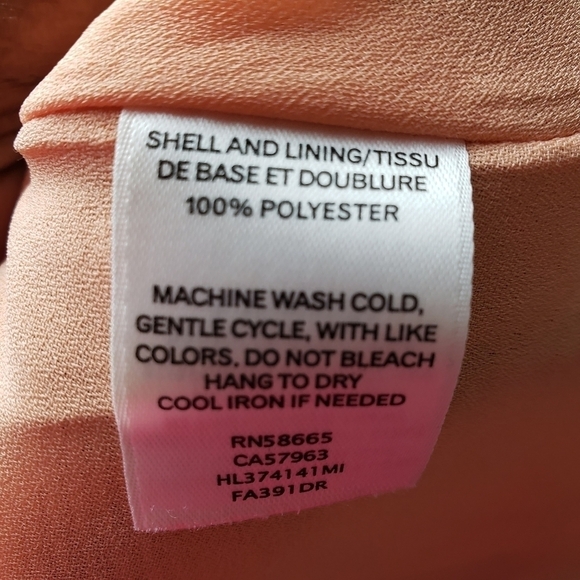 SHELL AND LINING/TISSU
DE BASE ET DOUBLURE
100% POLYESTER
MACHINE WASH COLD,
GENTLE CYCLE, WITH LIKE
COLORS. DO NOT BLEACH
HANG TO DRY
COOL IRON IF NEEDED
RN58665
CA57963
HL374141MI
FA391DR